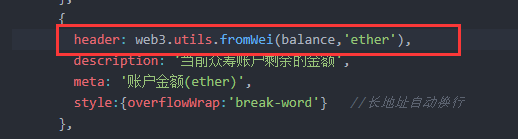 {
header: web3.utils.fromWei(balance,'ether'),
description: '当前众筹账户剩余的金额',
meta: '账户金额(ether)',
style:{overflowWrap:'break-word'} //长地址自动换行
},